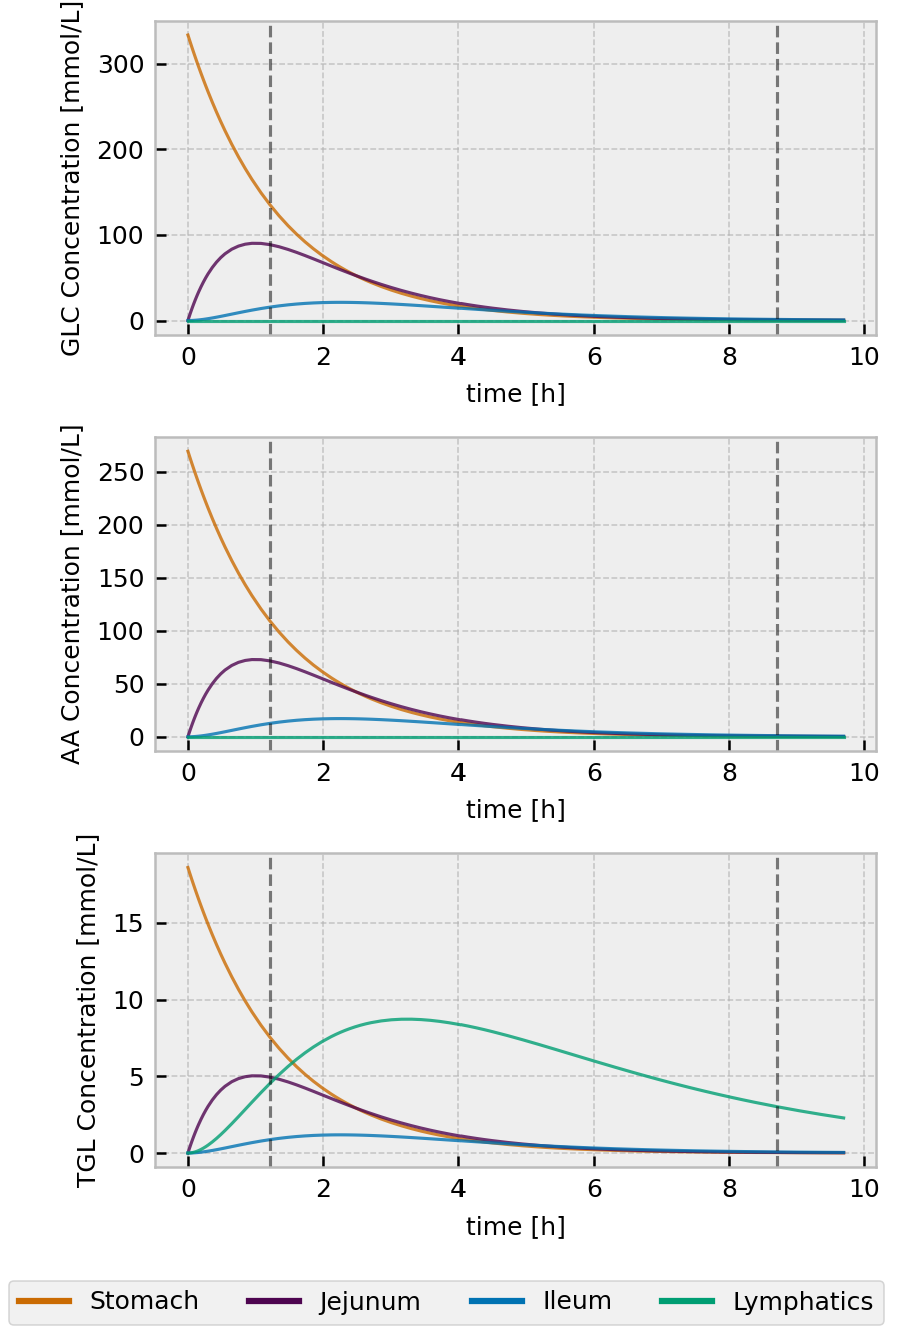 GLC Concentration [mmol/L]
300
200
100
0
0 2 4 6 8 10
time [h]
AA Concentration [mmol/L]
250
200
150
100
50
0
0 2 4 6 8 10
time [h]
TGL Concentration [mmol/L]
15
10
5
0
0 2 4 6 8 10
time [h]
Stomach Jejunum Ileum Lymphatics